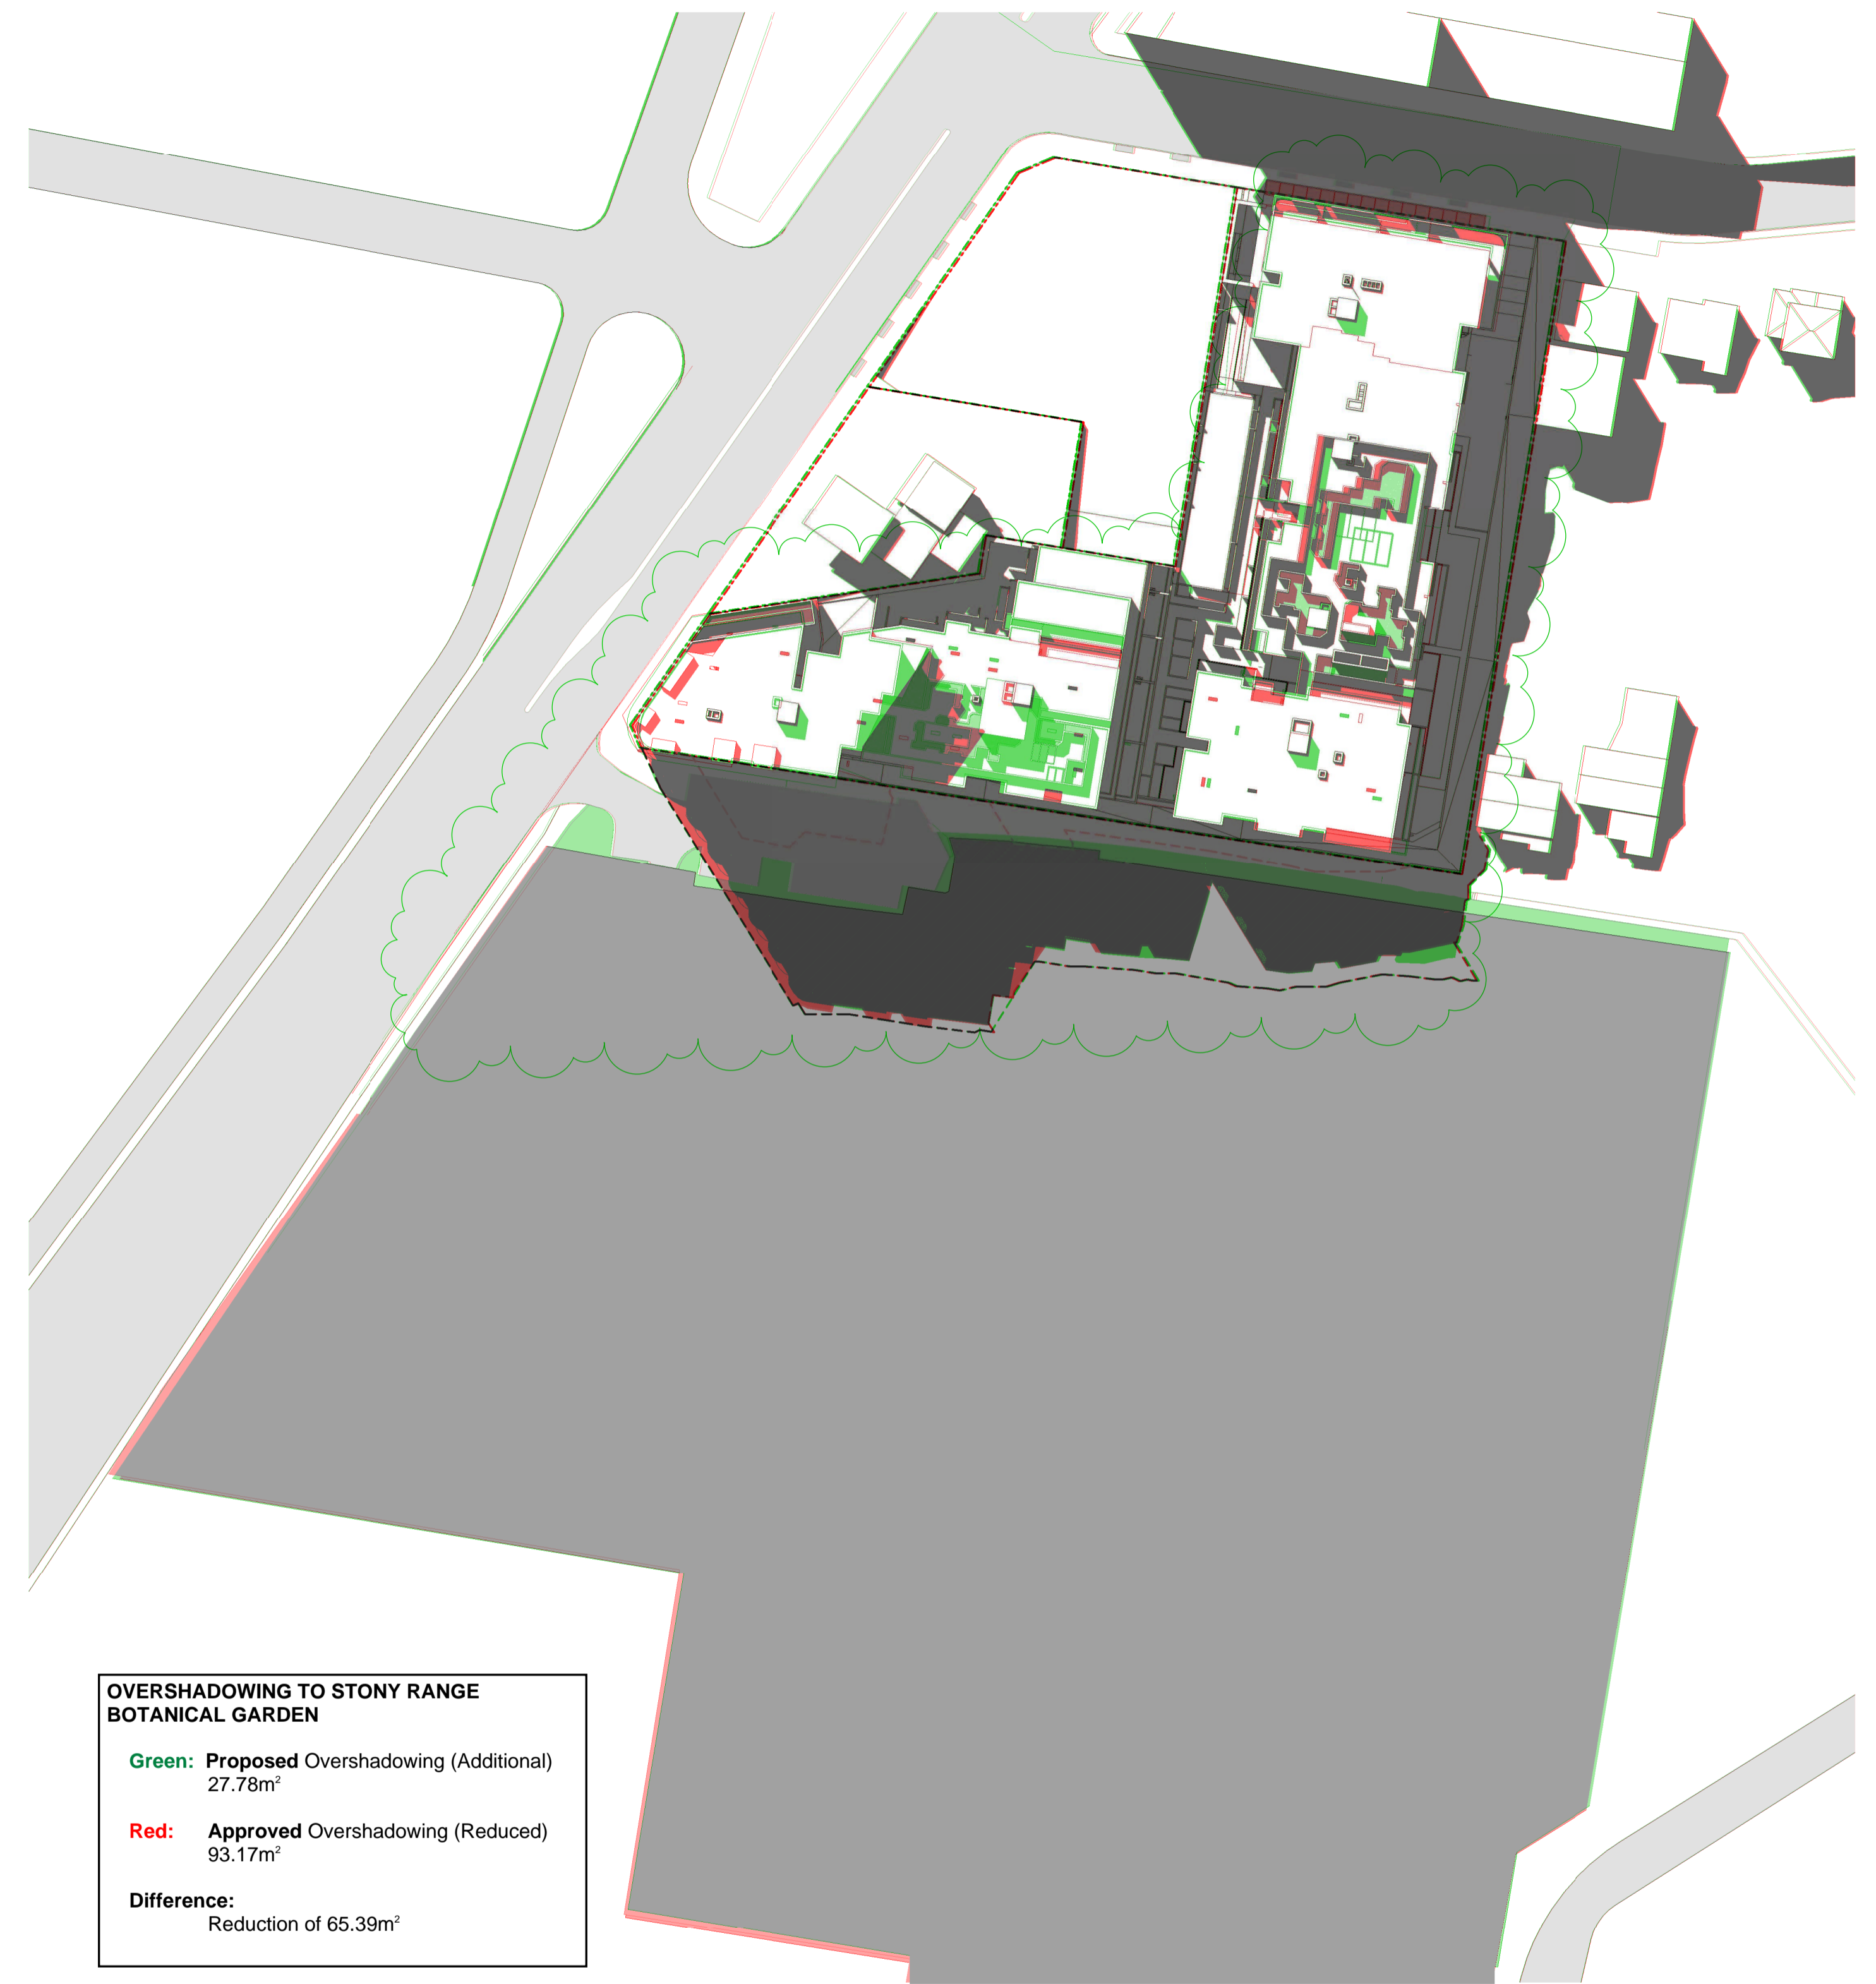 OVERSHADOWING TO STONY RANGE
BOTANICAL GARDEN
Green: Proposed Overshadowing (Additional)
27.78m²
Red: Approved Overshadowing (Reduced)
93.17m²
Difference:
Reduction of 65.39m²